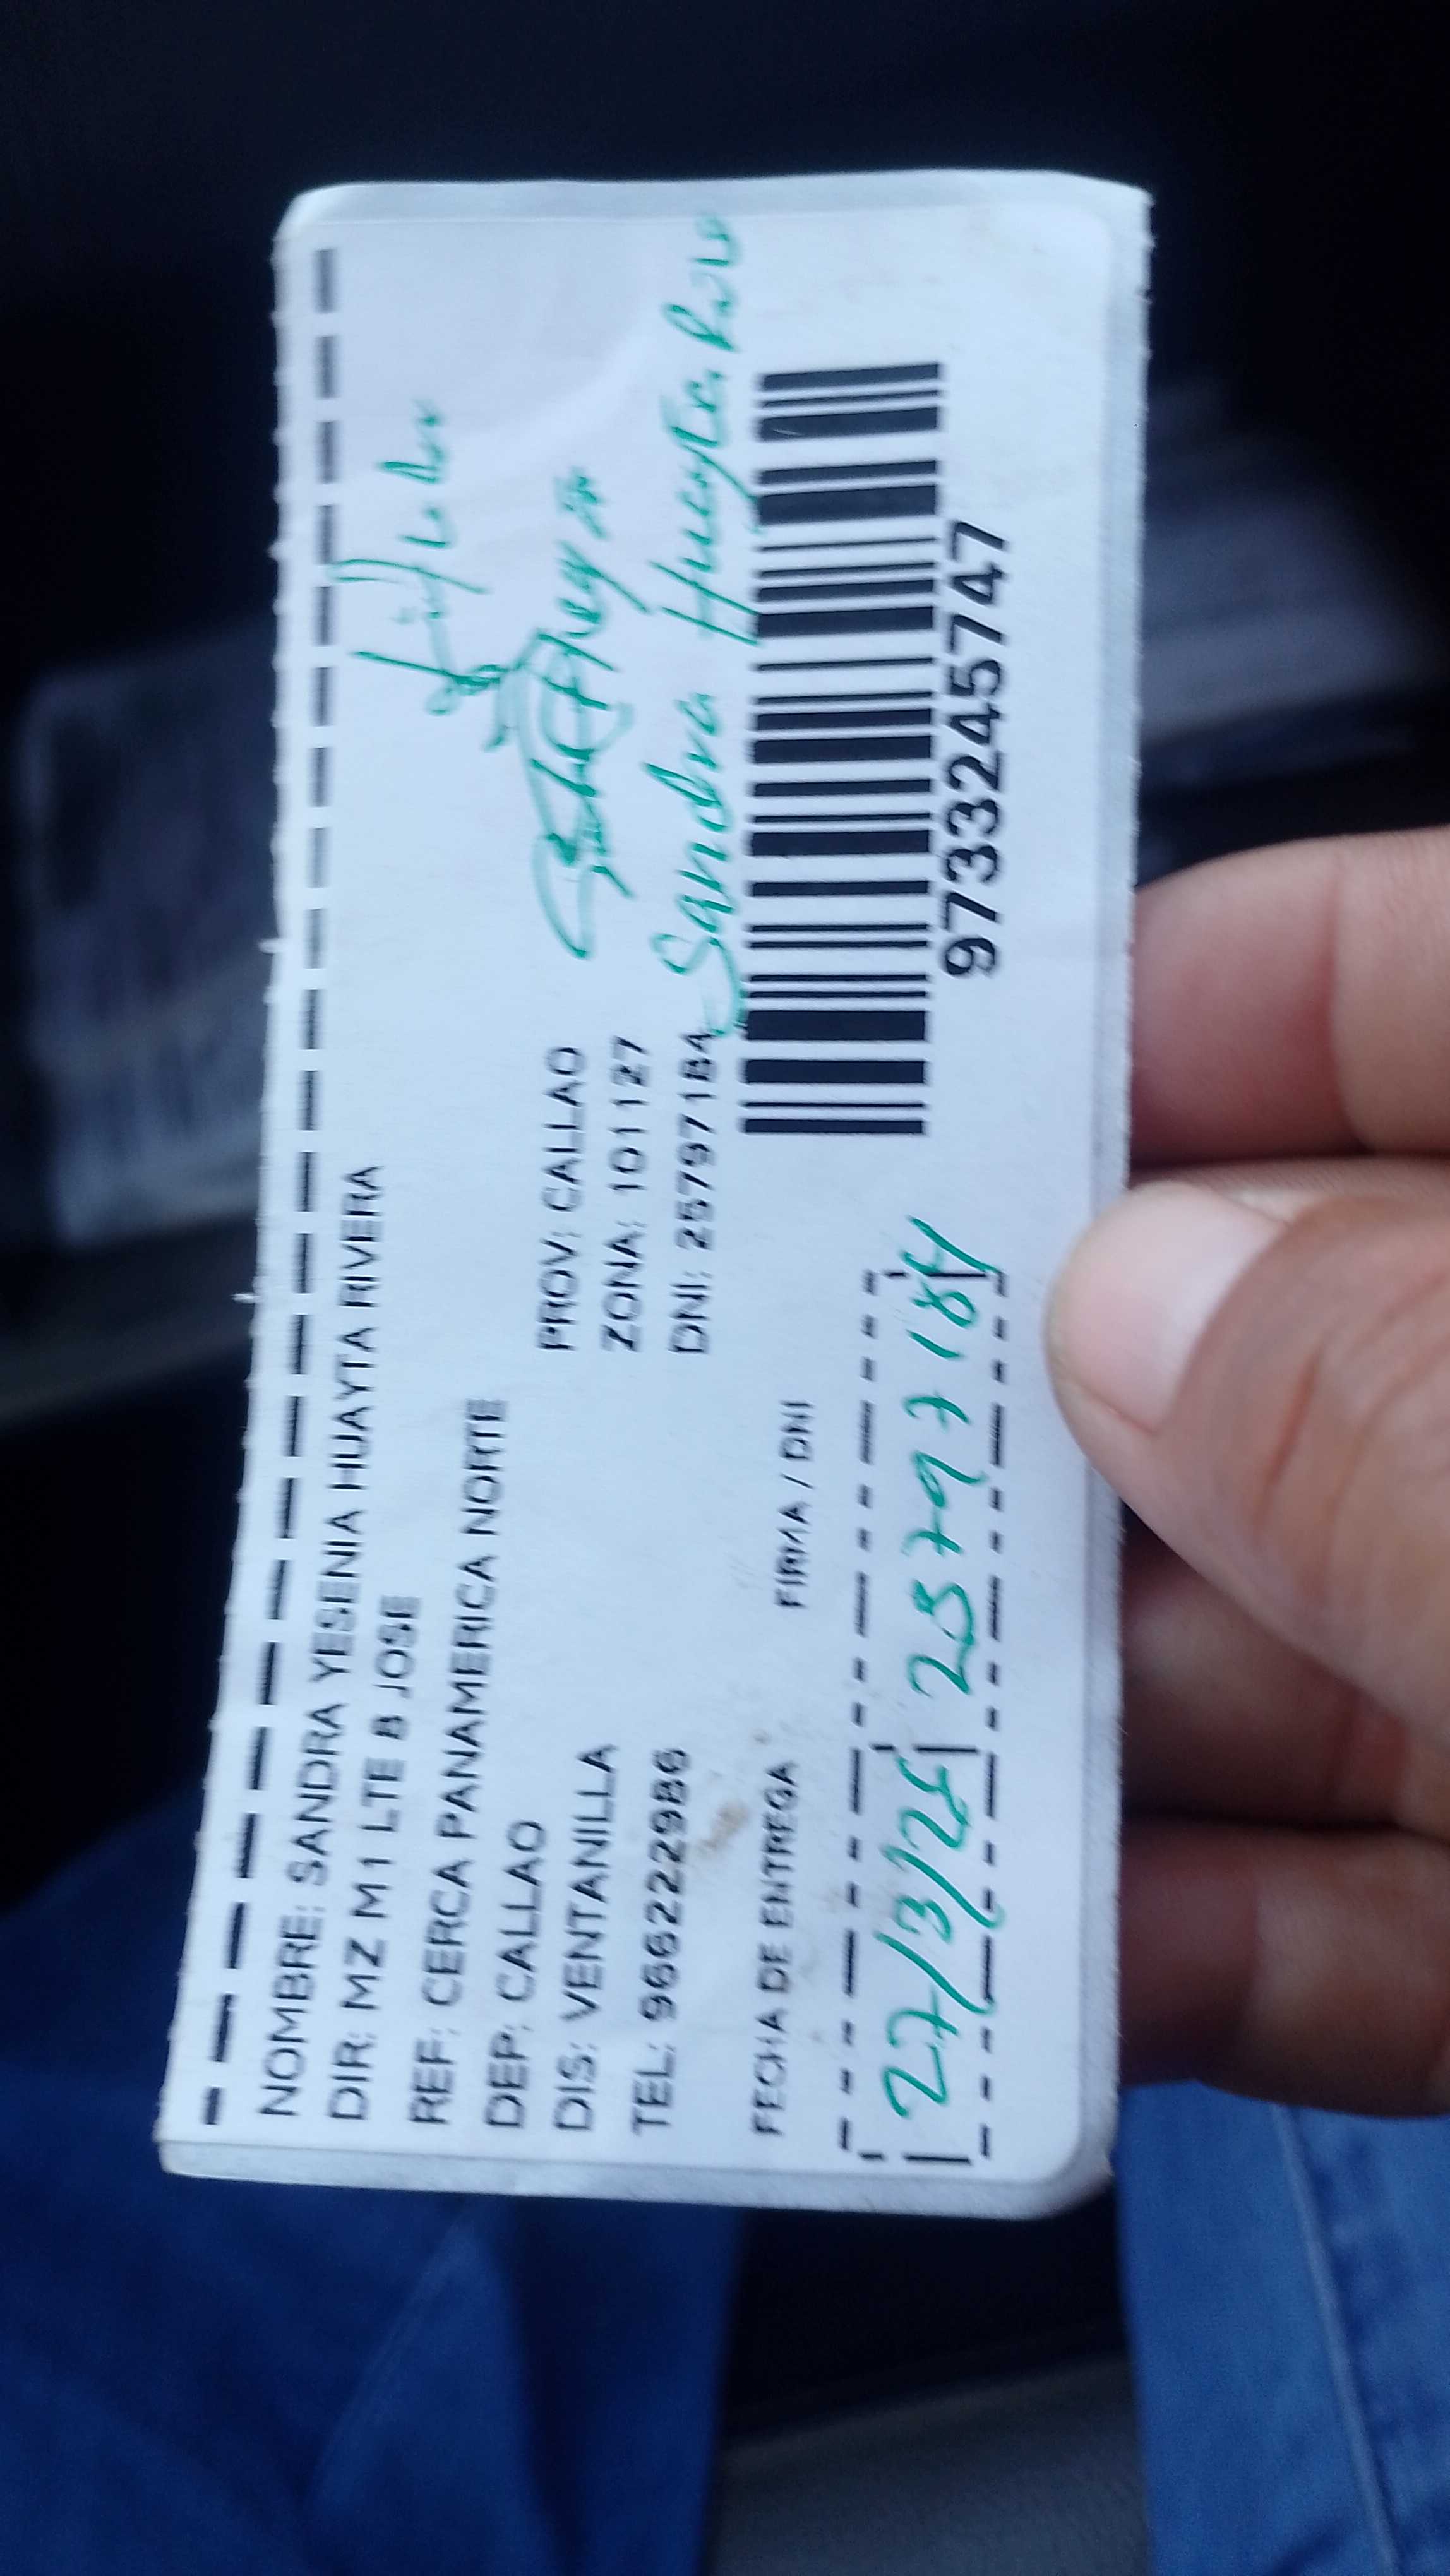 NOMBRE: SANDRA YESENIA HUAYTA RIVERA
DIR: MZ M1 LTE 8 JOSE
REF: CERCA PANAMERICA NORTE
DEP: CALLAO PROV: CALLAO
DIS: VENTANILLA ZONA: 101127
TEL: 966222986 DNI: 25797184
Sandra Huayta
FECHA DE ENTREGA FIRMA / DNI
27/3/25 25797184
9733245747